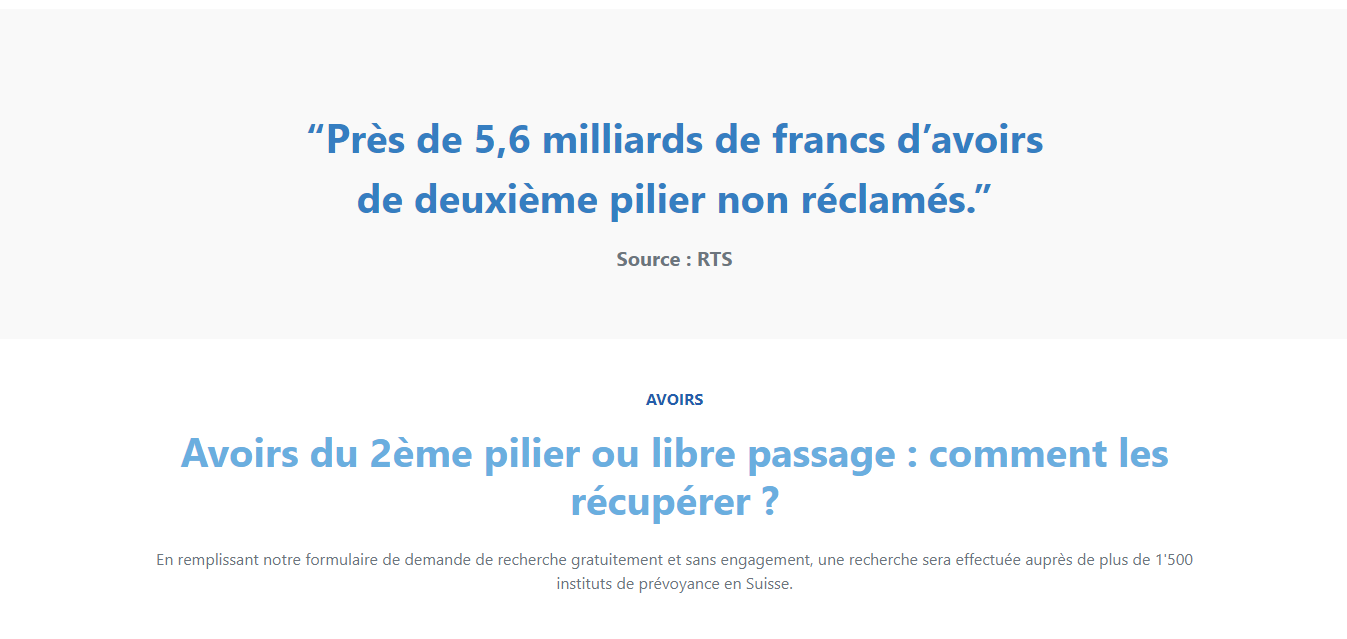 “Près de 5,6 milliards de francs d’avoirs
de deuxième pilier non réclamés.”
Source : RTS
AVOIRS
Avoirs du 2ème pilier ou libre passage : comment les
récupérer ?
En remplissant notre formulaire de demande de recherche gratuitement et sans engagement, une recherche sera effectuée auprès de plus de 1'500
instituts de prévoyance en Suisse.